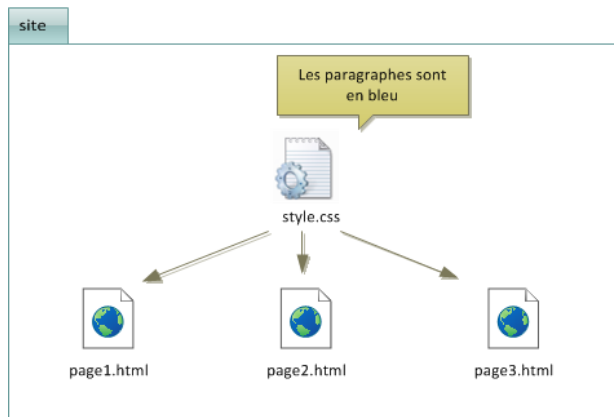 site
Les paragraphes sont
en bleu
style.css
page1.html
page2.html
page3.html